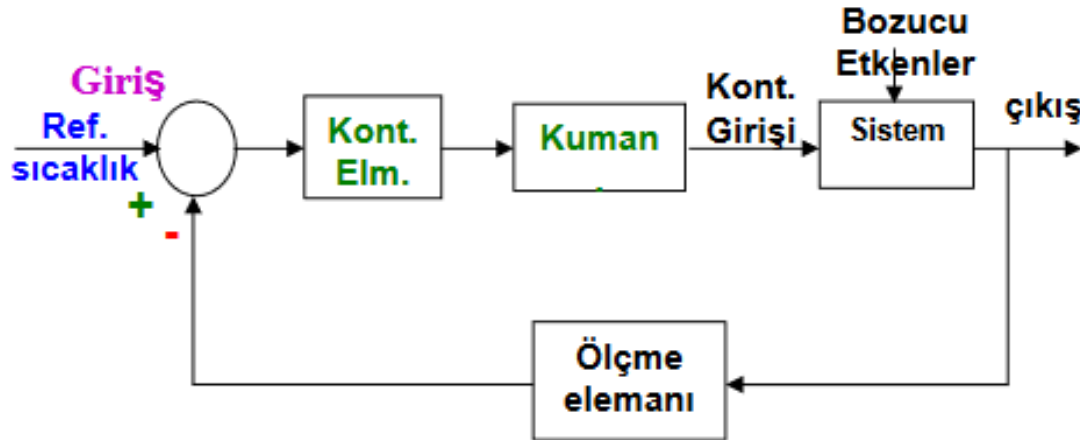 Giriş
Ref.
sıcaklık
+
-
Kont.
Elm.
Kuman
Kont.
Girişi
Bozucu
Etkenler
Sistem
çıkış
Ölçme
elemanı